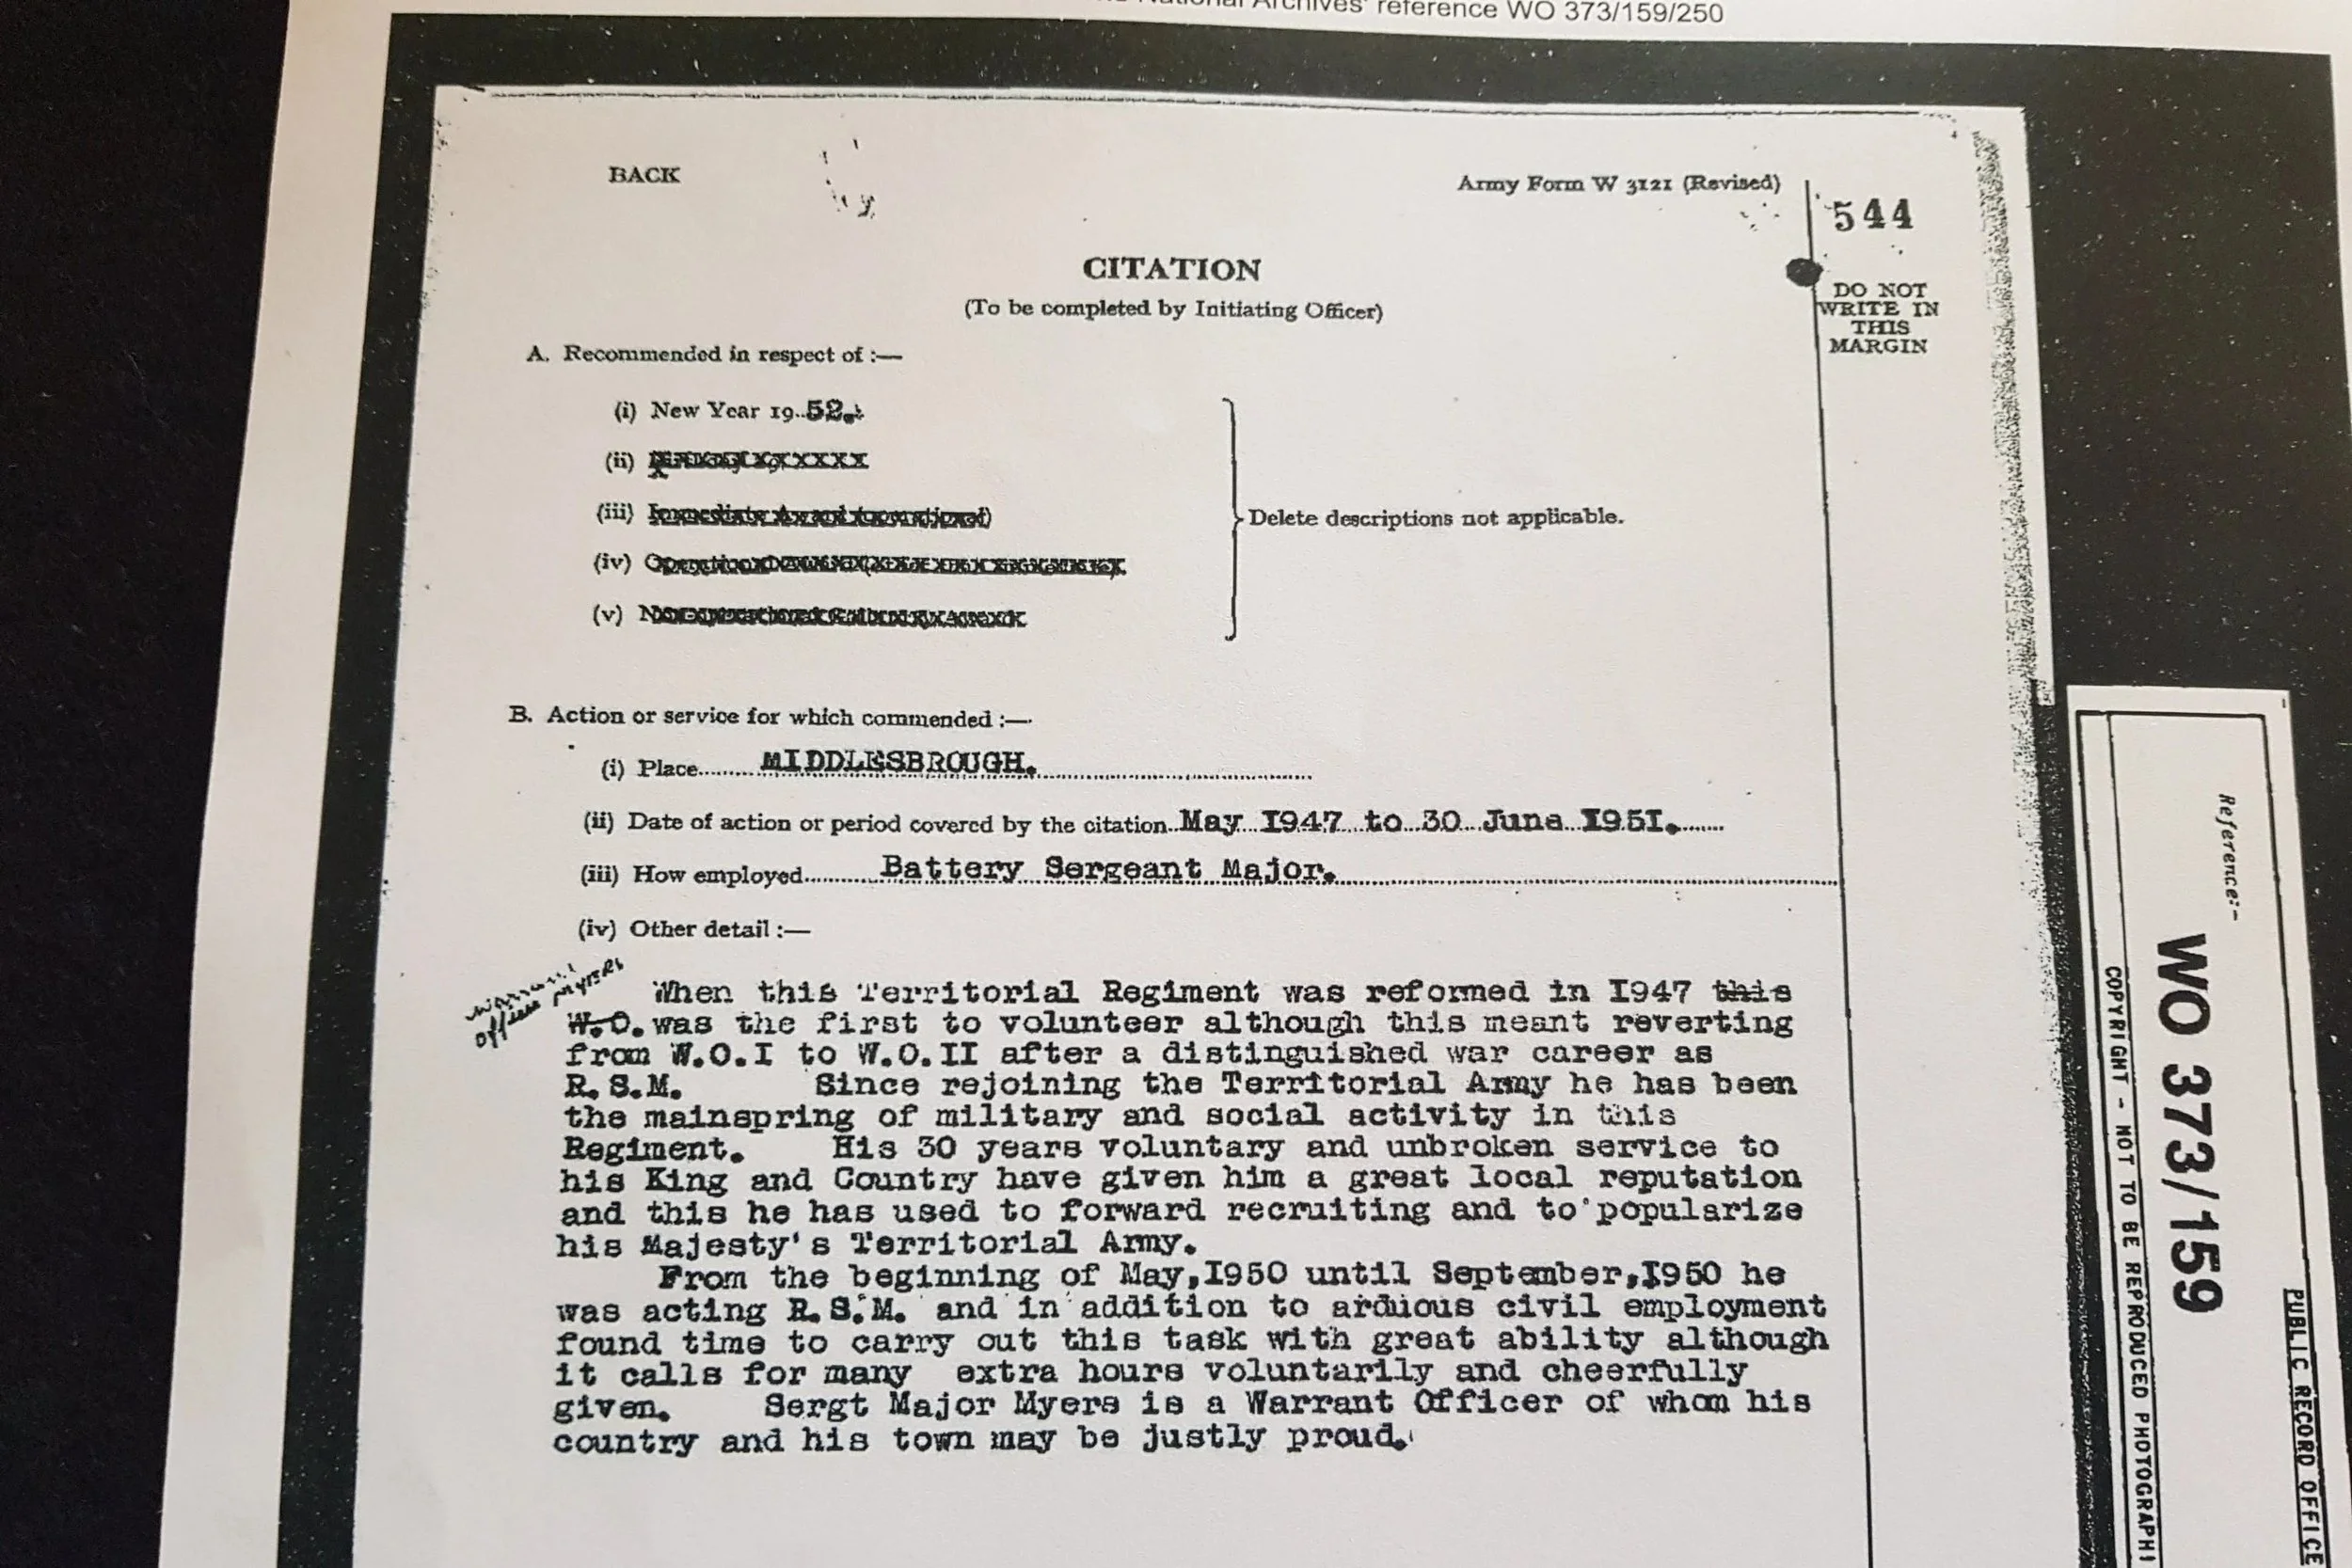 National Archives' reference WO 373/159/250
BACK
Army Form W 3121 (Revised)
544
DO NOT
WRITE IN
THIS
MARGIN
CITATION
(To be completed by Initiating Officer)
A. Recommended in respect of :—
(i) New Year 19..52.
(ii)
(iii) Immediate Award (operational)
(iv)
(v)
Delete descriptions not applicable.
B. Action or service for which commended :—
(i) Place.........MIDDLESBROUGH.
(ii) Date of action or period covered by the citation..May 1947 to 30 June 1951.
(iii) How employed...........Battery Sergeant Major.
(iv) Other detail :—
Warrant
Officer Myers
When this Territorial Regiment was reformed in I947 this
W.O. was the first to volunteer although this meant reverting
from W.O.I to W.O.II after a distinguished war career as
R.S.M. Since rejoining the Territorial Army he has been
the mainspring of military and social activity in this
Regiment. His 30 years voluntary and unbroken service to
his King and Country have given him a great local reputation
and this he has used to forward recruiting and to popularize
his Majesty's Territorial Army.
From the beginning of May,I950 until September,I950 he
was acting R.S.M. and in addition to arduous civil employment
found time to carry out this task with great ability although
it calls for many extra hours voluntarily and cheerfully
given. Sergt Major Myers is a Warrant Officer of whom his
country and his town may be justly proud.
Reference:-
WO 373/159
PUBLIC RECORD OFFICE
COPYRIGHT - NOT TO BE REPRODUCED PHOTOGRAPHI